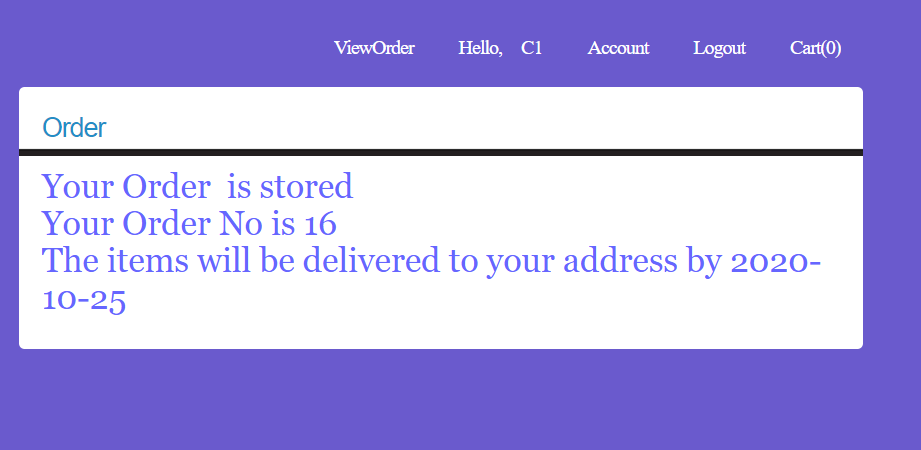 ViewOrder Hello, C1 Account Logout Cart(0)
Order
Your Order is stored
Your Order No is 16
The items will be delivered to your address by 2020-
10-25